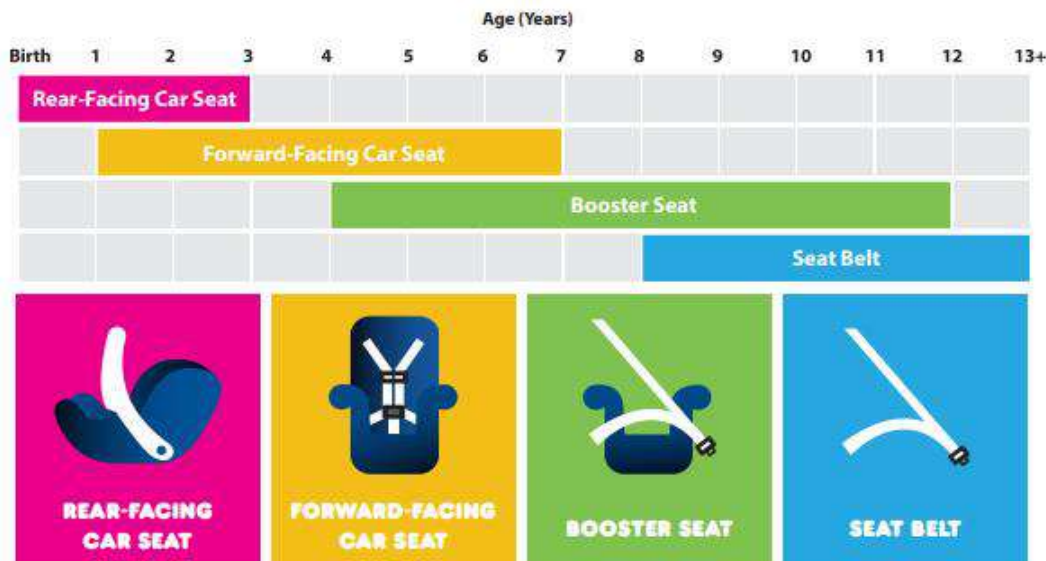 Age (Years)
Birth 1 2 3 4 5 6 7 8 9 10 11 12 13+
Rear-Facing Car Seat
Forward-Facing Car Seat
Booster Seat
Seat Belt
REAR-FACING
CAR SEAT
FORWARD-FACING
CAR SEAT
BOOSTER SEAT
SEAT BELT